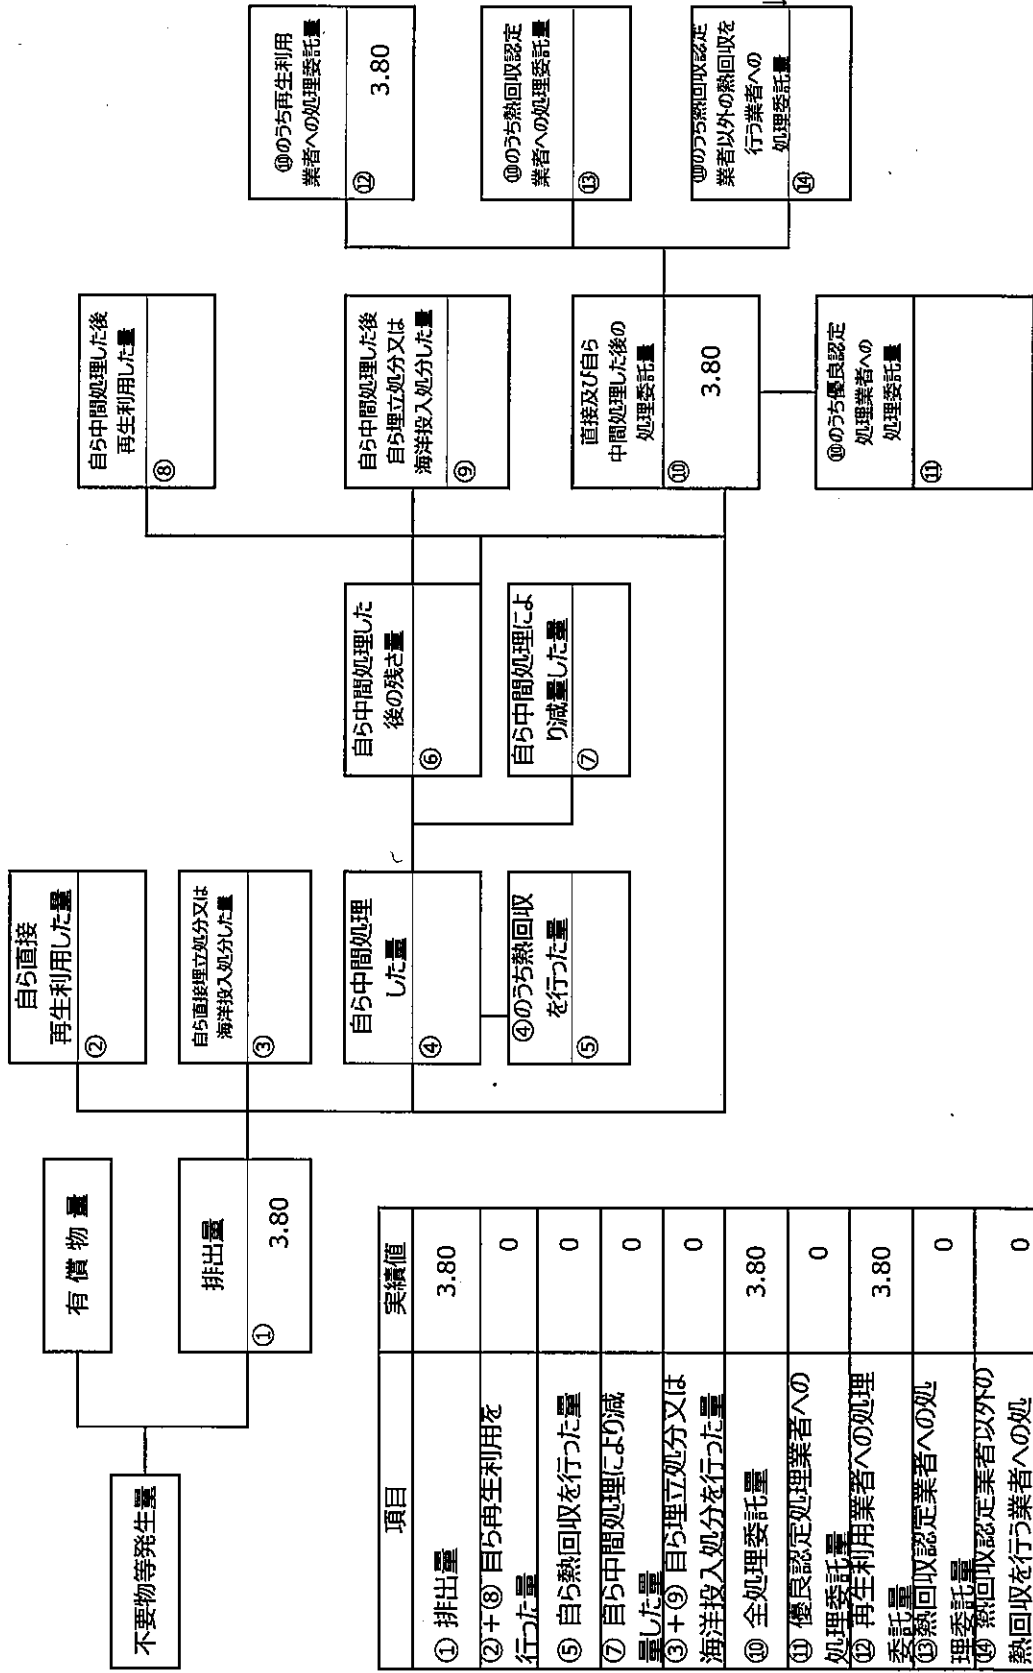 不要物等発生量
有償物量
排出量
① 3.80
自ら直接
再生利用した量
②
自ら直接埋立処分又は
海洋投入処分した量
③
自ら中間処理
した量
④
④のうち熱回収
を行った量
⑤
自ら中間処理した
後の残さ量
⑥
自ら中間処理によ
り減量した量
⑦
自ら中間処理した後
再生利用した量
⑧
自ら中間処理した後
自ら埋立処分又は
海洋投入処分した量
⑨
直接及び自ら
中間処理した後の
処理委託量
⑩ 3.80
⑩のうち優良認定
処理業者への
処理委託量
⑪
⑩のうち再生利用
業者への処理委託量
⑫ 3.80
⑩のうち熱回収認定
業者への処理委託量
⑬
⑩のうち熱回収認定
業者以外の熱回収を
行う業者への
処理委託量
⑭
項目 実績値
① 排出量 3.80
②+⑧ 自ら再生利用を
行った量 0
⑤ 自ら熱回収を行った量 0
⑦ 自ら中間処理により減
量した量 0
③+⑨ 自ら埋立処分又は
海洋投入処分を行った量 0
⑩ 全処理委託量 3.80
⑪ 優良認定処理業者への
処理委託量 0
⑫ 再生利用業者への処理
委託量 3.80
⑬熱回収認定業者への処
理委託量 0
⑭ 熱回収認定業者以外の
熱回収を行う業者への処 0